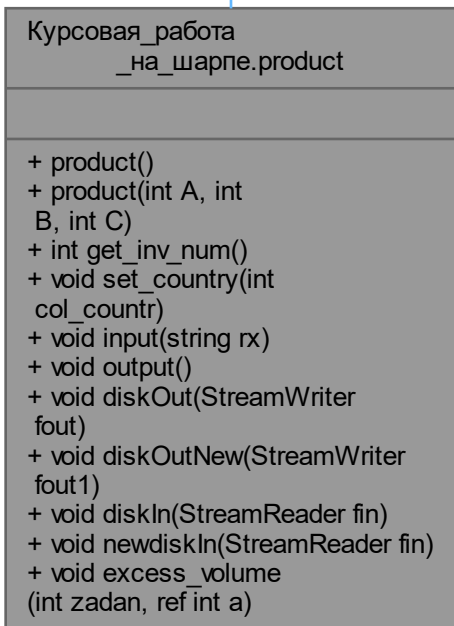 Курсовая_работа
_на_шарпе.product
+ product()
+ product(int A, int
B, int C)
+ int get_inv_num()
+ void set_country(int
col_countr)
+ void input(string rx)
+ void output()
+ void diskOut(StreamWriter
fout)
+ void diskOutNew(StreamWriter
fout1)
+ void diskIn(StreamReader fin)
+ void newdiskIn(StreamReader fin)
+ void excess_volume
(int zadan, ref int a)